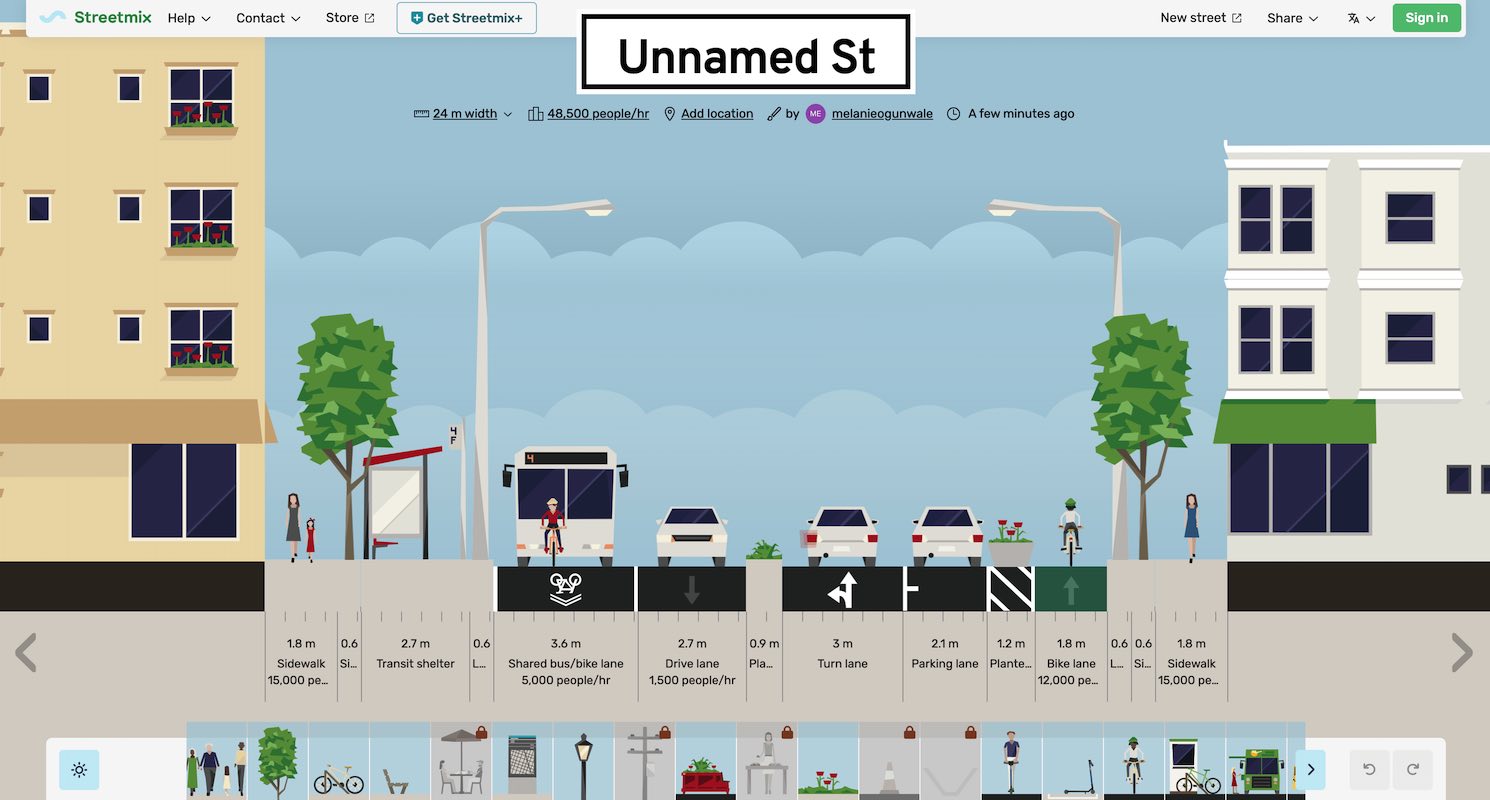 Streetmix Help Contact Store Get Streetmix+ New street Share Sign in
Unnamed St
24 m width 48,500 people/hr Add location by ME melanieogunwale A few minutes ago
4
F
4
1.8 m 0.6 2.7 m 0.6 3.6 m 2.7 m 0.9 m 3 m 2.1 m 1.2 m 1.8 m 0.6 0.6 1.8 m
Sidewalk Si... Transit shelter L... Shared bus/bike lane Drive lane Pla... Turn lane Parking lane Plante... Bike lane L... Si... Sidewalk
15,000 pe... 5,000 people/hr 1,500 people/hr 12,000 pe... 15,000 pe...